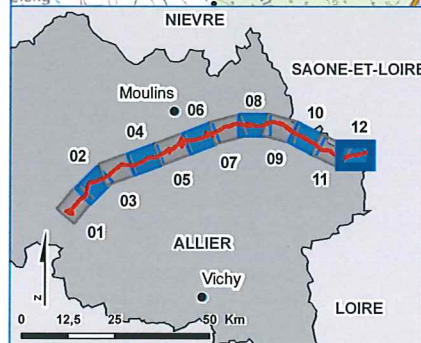 NIEVRE
SAONE-ET-LOIRE
Moulins
08
06
10
12
04
02
07
09
05
11
03
01
ALLIER
Vichy
LOIRE
z
0 12,5 25 50 Km